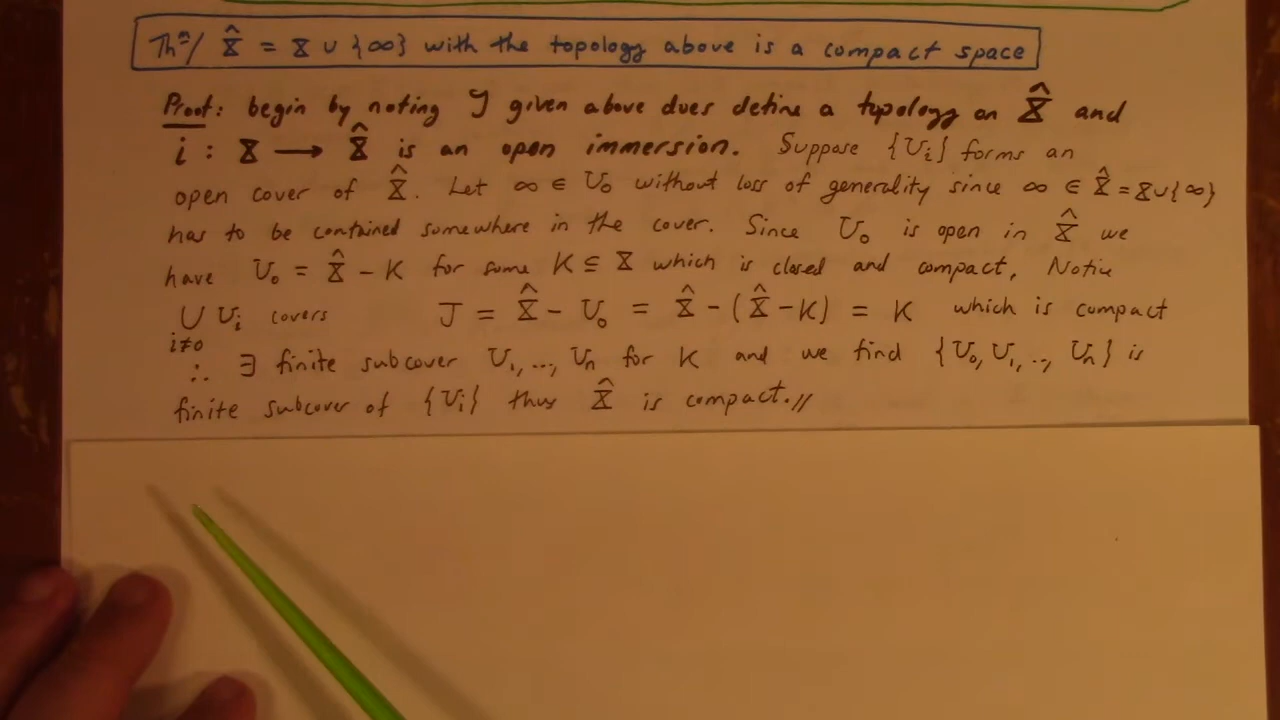 Thm/ X̂ = X ∪ {∞} with the topology above is a compact space
Proof: begin by noting 𝒯 given above does define a topology on X̂ and
i : X ⟶ X̂ is an open immersion. Suppose {Uᵢ} forms an
open cover of X̂. Let ∞ ∈ U₀ without loss of generality since ∞ ∈ X̂ = X∪{∞}
has to be contained somewhere in the cover. Since U₀ is open in X̂ we
have U₀ = X̂ − K for some K ⊆ X which is closed and compact. Notice
⋃ Uᵢ covers J = X̂ − U₀ = X̂ − (X̂ − K) = K which is compact
i≠0
∴ ∃ finite subcover U₁, ..., Uₙ for K and we find {U₀, U₁, .., Uₙ} is
finite subcover of {Uᵢ} thus X̂ is compact.//